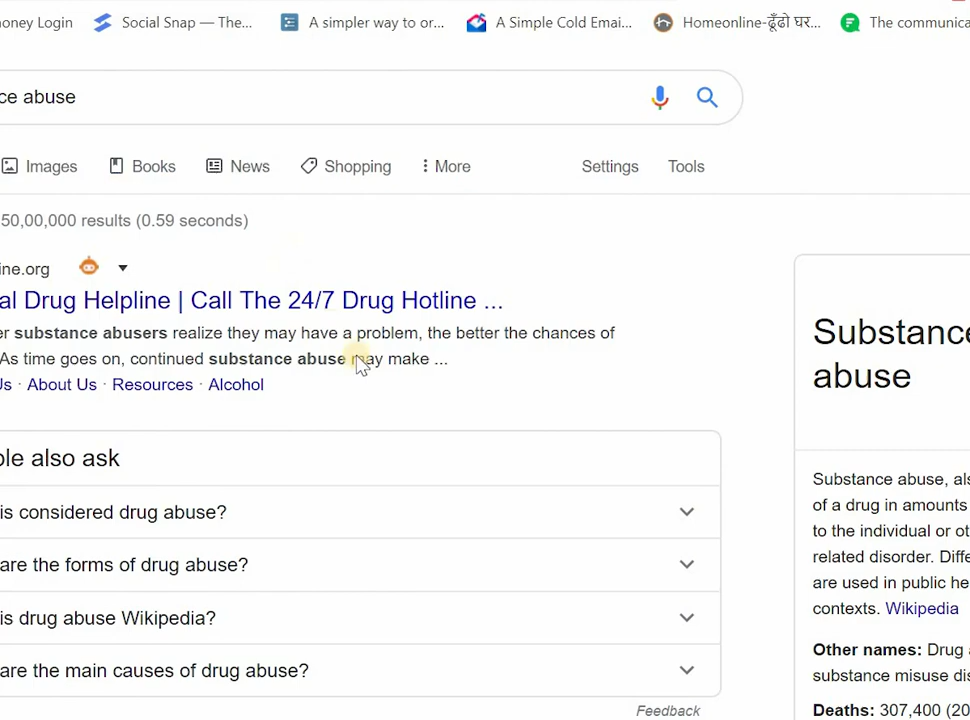 oney Login Social Snap — The... A simpler way to or... A Simple Cold Emai... Homeonline-ढूँढो घर... The communica
ce abuse
Images Books News Shopping More Settings Tools
50,00,000 results (0.59 seconds)
ine.org
al Drug Helpline | Call The 24/7 Drug Hotline ...
er substance abusers realize they may have a problem, the better the chances of
As time goes on, continued substance abuse may make ...
Us · About Us · Resources · Alcohol
ple also ask
is considered drug abuse?
are the forms of drug abuse?
is drug abuse Wikipedia?
are the main causes of drug abuse?
Feedback
Substance
abuse
Substance abuse, als
of a drug in amounts
to the individual or ot
related disorder. Diffe
are used in public he
contexts. Wikipedia
Other names: Drug a
substance misuse dis
Deaths: 307,400 (20